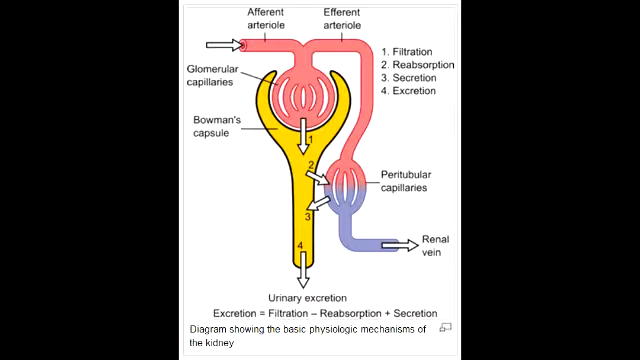 Afferent
arteriole
Efferent
arteriole
1. Filtration
2. Reabsorption
3. Secretion
4. Excretion
Glomerular
capillaries
Bowman's
capsule
1
2
Peritubular
capillaries
3
4
Renal
vein
Urinary excretion
Excretion = Filtration – Reabsorption + Secretion
Diagram showing the basic physiologic mechanisms of
the kidney